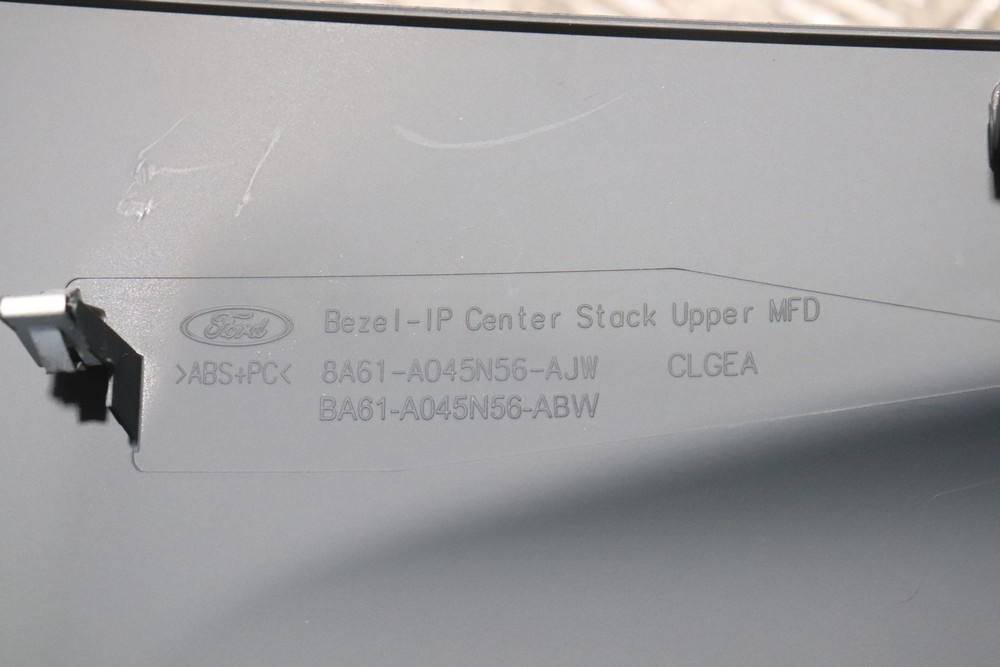 Ford Bezel-IP Center Stack Upper MFD
>ABS+PC< 8A61-A045N56-AJW CLGEA
BA61-A045N56-ABW